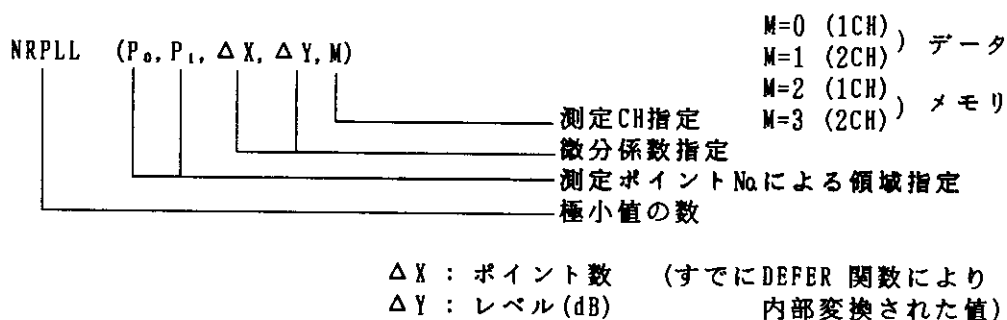 NRPLL (P₀, P₁, ΔX, ΔY, M)
M=0 (1CH)
M=1 (2CH) ) データ
M=2 (1CH)
M=3 (2CH) ) メモリ
測定CH指定
微分係数指定
測定ポイント№による領域指定
極小値の数
ΔX : ポイント数 (すでにDEFER 関数により
ΔY : レベル(dB) 内部変換された値)